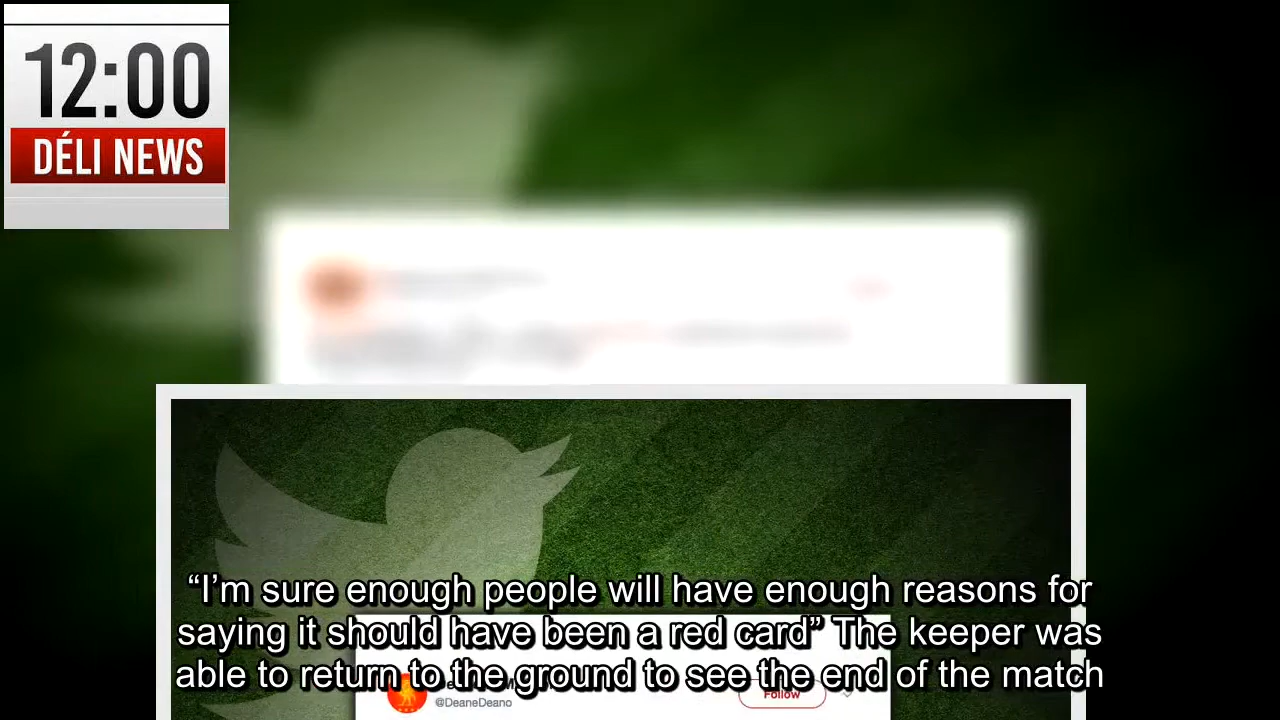 12:00
DÉLI NEWS
“I’m sure enough people will have enough reasons for
saying it should have been a red card” The keeper was
able to return to the ground to see the end of the match
Follow
@DeaneDeano